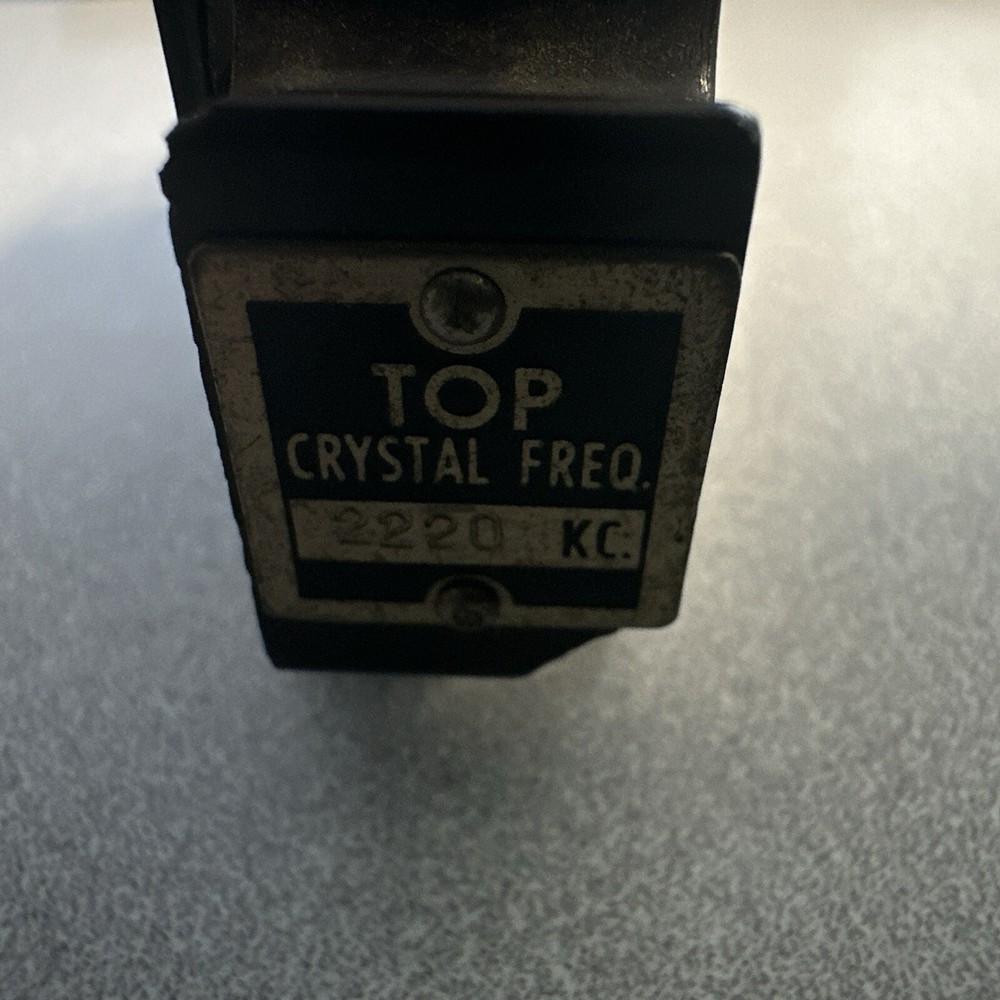 TOP
CRYSTAL FREQ.
2220 KC.